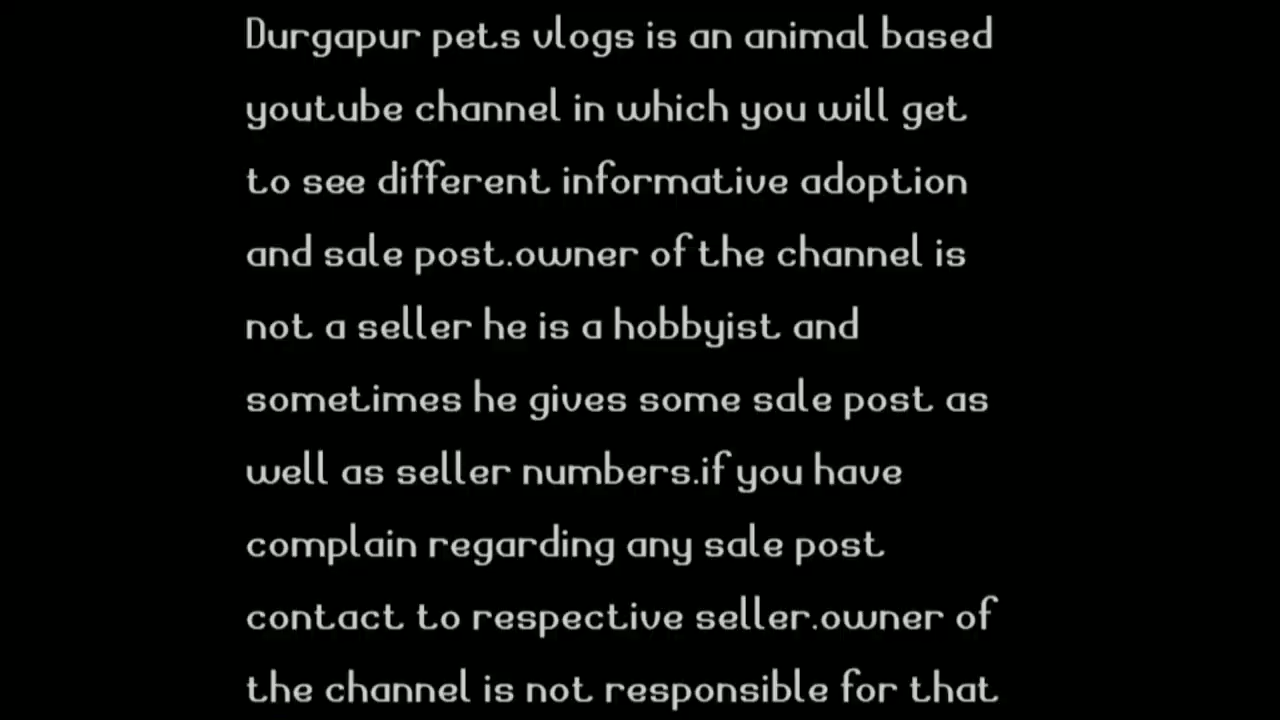 Durgapur pets vlogs is an animal based
youtube channel in which you will get
to see different informative adoption
and sale post.owner of the channel is
not a seller he is a hobbyist and
sometimes he gives some sale post as
well as seller numbers.if you have
complain regarding any sale post
contact to respective seller.owner of
the channel is not responsible for that